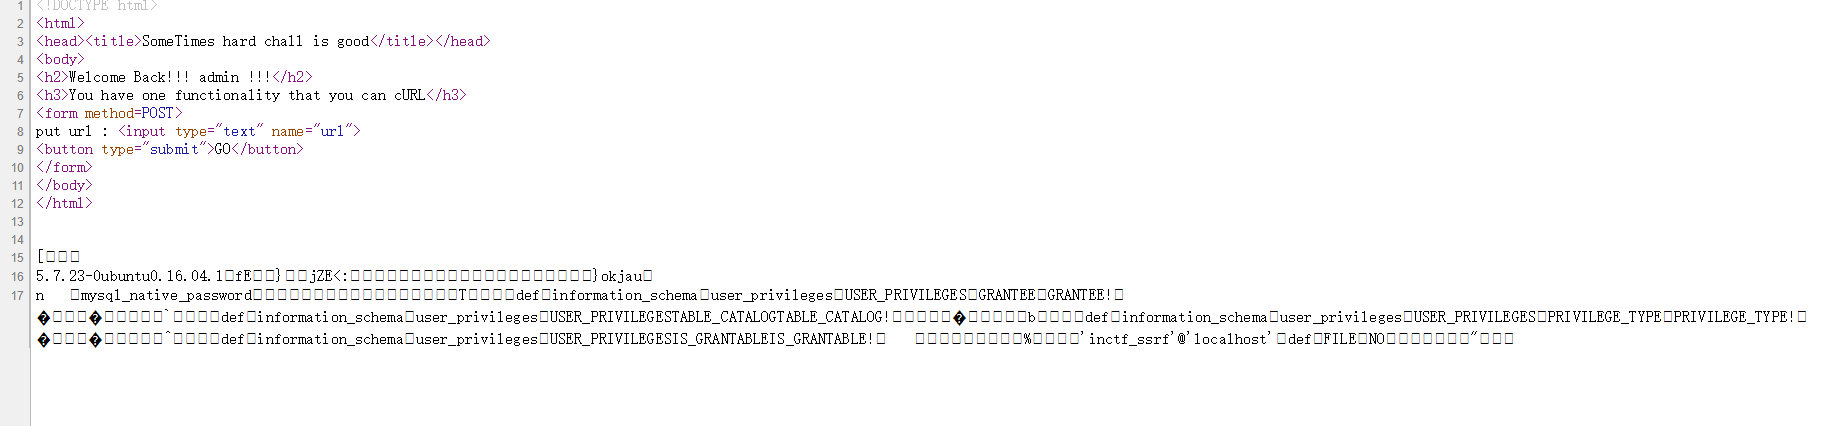 1 <!DOCTYPE html>
2 <html>
3 <head><title>SomeTimes hard chall is good</title></head>
4 <body>
5 <h2>Welcome Back!!! admin !!!</h2>
6 <h3>You have one functionality that you can cURL</h3>
7 <form method=POST>
8 put url : <input type="text" name="url">
9 <button type="submit">GO</button>
10 </form>
11 </body>
12 </html>
13
14
15 [□□□
16 5.7.23-0ubuntu0.16.04.1□fE□□}□□jZE<:□□□□□□□□□□□□□□□□□□□□}okjau□
17 n □mysql_native_password□□□□□□□□□□□□□□□□□T□□□□def□information_schema□user_privileges□USER_PRIVILEGES□GRANTEE□GRANTEE!□
�□□□�□□□□□`□□□□def□information_schema□user_privileges□USER_PRIVILEGESTABLE_CATALOGTABLE_CATALOG!□□□□□�□□□□□b□□□□def□information_schema□user_privileges□USER_PRIVILEGES□PRIVILEGE_TYPE□PRIVILEGE_TYPE!□
�□□□�□□□□□^□□□□def□information_schema□user_privileges□USER_PRIVILEGESIS_GRANTABLEIS_GRANTABLE!□ □□□□□□□□□%□□□□'inctf_ssrf'@'localhost'□def□FILE□NO□□□□□□□"□□□